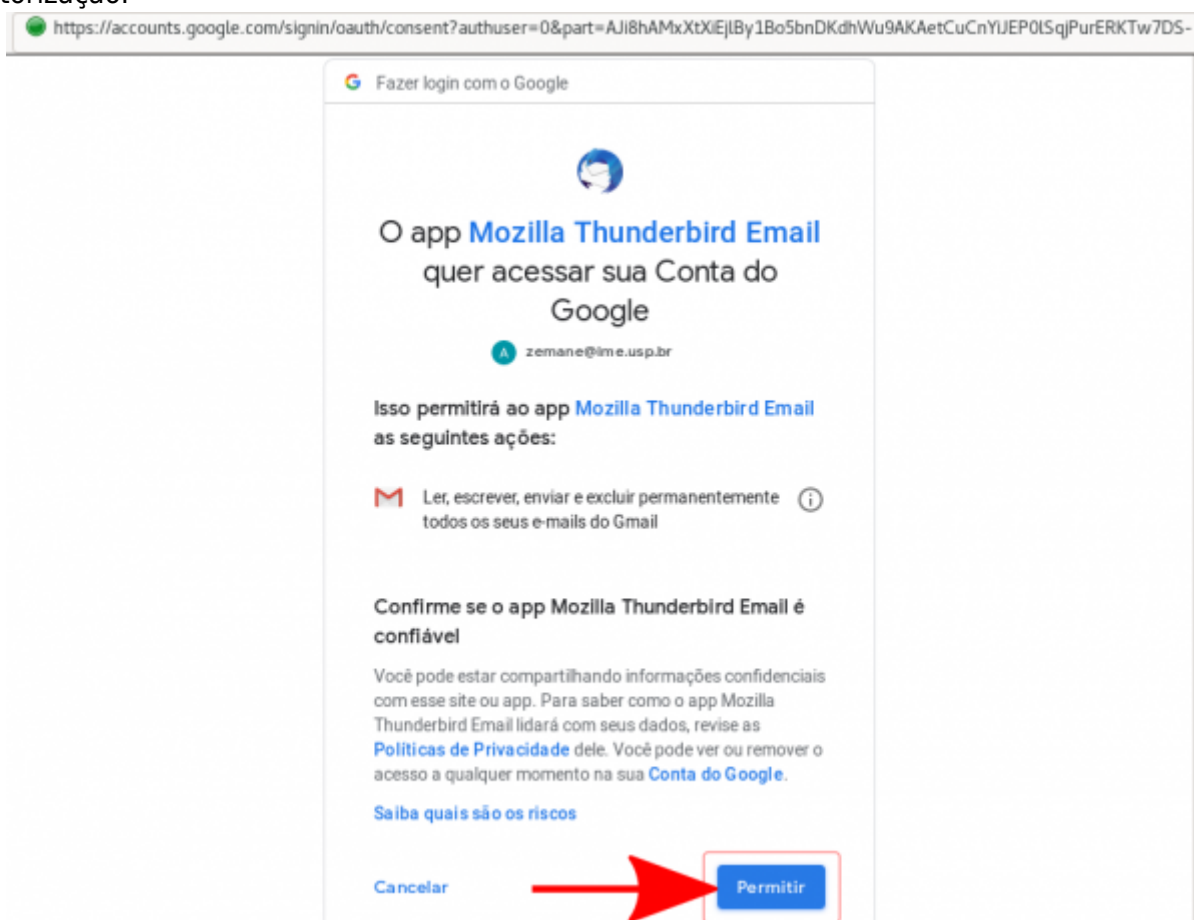 torização.
https://accounts.google.com/signin/oauth/consent?authuser=0&part=AJi8hAMxXtXiEjlBy1Bo5bnDKdhWu9AKAetCuCnYiJEP0lSqjPurERKTw7DS-
Fazer login com o Google
O app Mozilla Thunderbird Email
quer acessar sua Conta do
Google
A zemane@ime.usp.br
Isso permitirá ao app Mozilla Thunderbird Email
as seguintes ações:
Ler, escrever, enviar e excluir permanentemente
todos os seus e-mails do Gmail
Confirme se o app Mozilla Thunderbird Email é
confiável
Você pode estar compartilhando informações confidenciais
com esse site ou app. Para saber como o app Mozilla
Thunderbird Email lidará com seus dados, revise as
Políticas de Privacidade dele. Você pode ver ou remover o
acesso a qualquer momento na sua Conta do Google.
Saiba quais são os riscos
Cancelar Permitir